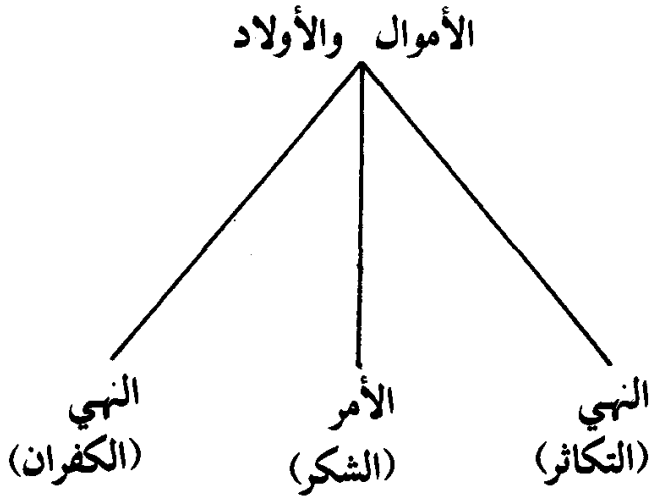 الأموال والأولاد
النهي
(التكاثر)
الأمر
(الشكر)
النهي
(الكفران)